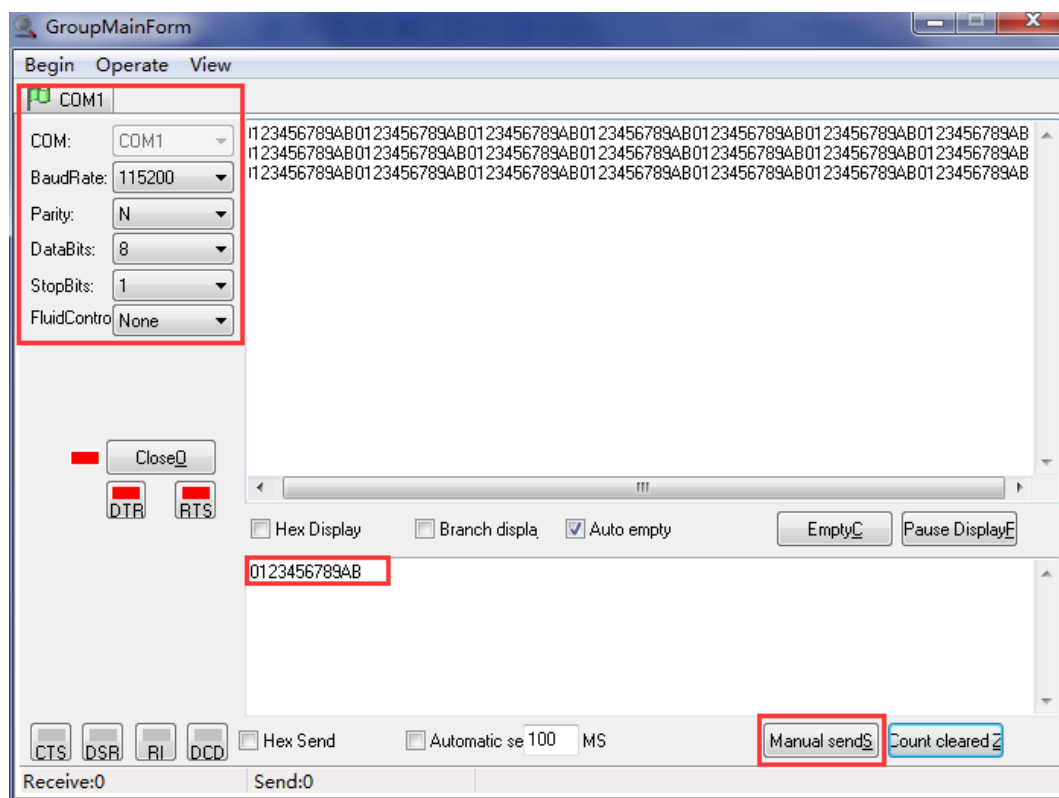 GroupMainForm
Begin Operate View
COM1
COM: COM1
BaudRate: 115200
Parity: N
DataBits: 8
StopBits: 1
FluidContro None
0123456789AB0123456789AB0123456789AB0123456789AB0123456789AB0123456789AB0123456789AB
0123456789AB0123456789AB0123456789AB0123456789AB0123456789AB0123456789AB0123456789AB
0123456789AB0123456789AB0123456789AB0123456789AB0123456789AB0123456789AB0123456789AB
CloseO
DTR RTS
Hex Display Branch displa Auto empty EmptyC Pause DisplayF
0123456789AB
CTS DSR RI DCD Hex Send Automatic se 100 MS Manual sendS Count cleared Z
Receive:0 Send:0